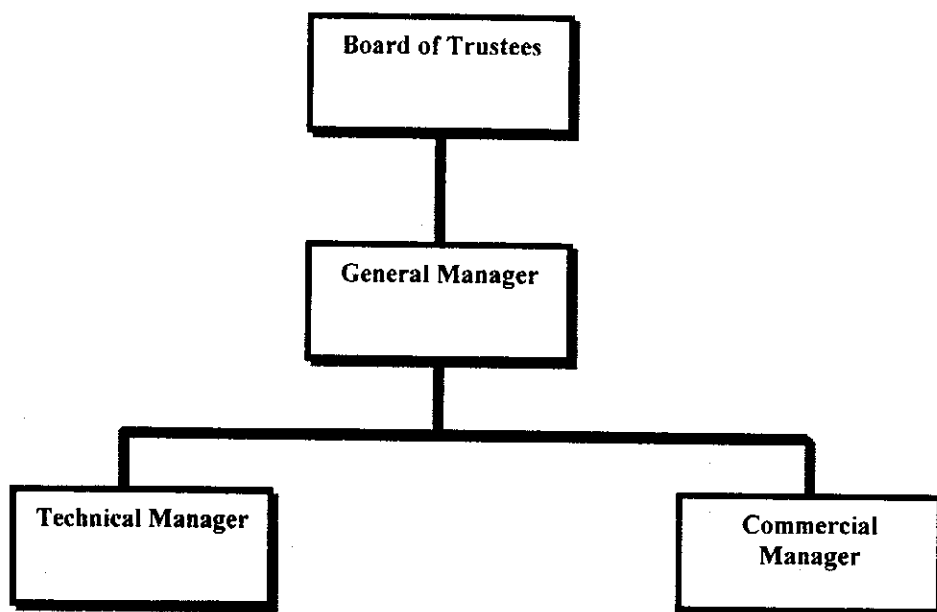 Board of Trustees
General Manager
Technical Manager
Commercial
Manager